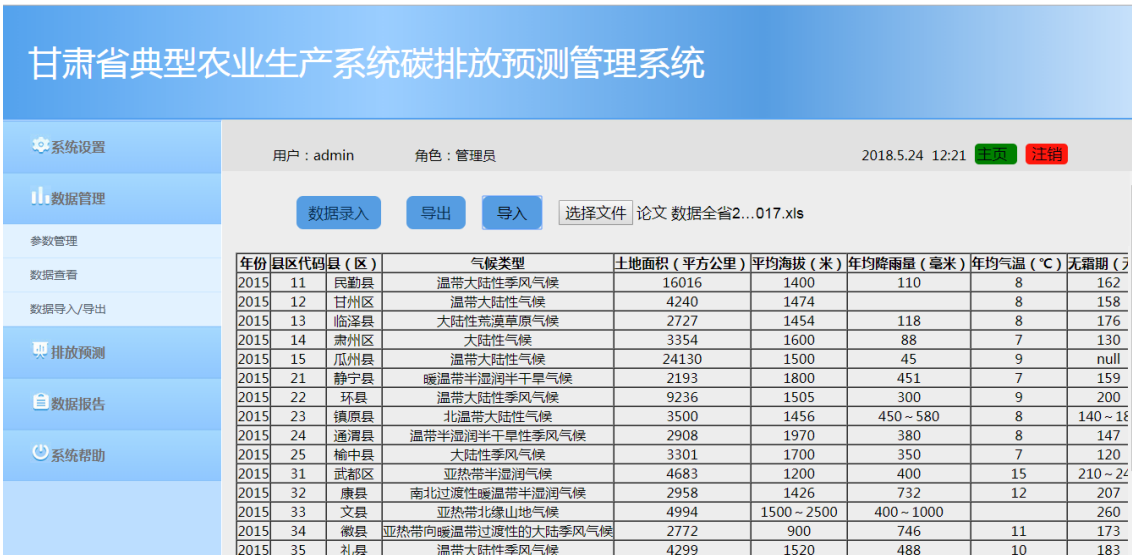 甘肃省典型农业生产系统碳排放预测管理系统
系统设置
数据管理
参数管理
数据查看
数据导入/导出
排放预测
数据报告
系统帮助
用户：admin 角色：管理员 2018.5.24 12:21 主页 注销
数据录入 导出 导入 选择文件 论文 数据全省2...017.xls
年份 县区代码 县（区） 气候类型 土地面积（平方公里） 平均海拔（米） 年均降雨量（毫米） 年均气温（℃） 无霜期（
2015 11 民勤县 温带大陆性季风气候 16016 1400 110 8 162
2015 12 甘州区 温带大陆性气候 4240 1474 8 158
2015 13 临泽县 大陆性荒漠草原气候 2727 1454 118 8 176
2015 14 肃州区 大陆性气候 3354 1600 88 7 130
2015 15 瓜州县 温带大陆性气候 24130 1500 45 9 null
2015 21 静宁县 暖温带半湿润半干旱气候 2193 1800 451 7 159
2015 22 环县 温带大陆性季风气候 9236 1505 300 9 200
2015 23 镇原县 北温带大陆性气候 3500 1456 450～580 8 140～18
2015 24 通渭县 温带半湿润半干旱性季风气候 2908 1970 380 8 147
2015 25 榆中县 大陆性季风气候 3301 1700 350 7 120
2015 31 武都区 亚热带半湿润气候 4683 1200 400 15 210～24
2015 32 康县 南北过渡性暖温带半湿润气候 2958 1426 732 12 207
2015 33 文县 亚热带北缘山地气候 4994 1500～2500 400～1000 260
2015 34 徽县 亚热带向暖温带过渡性的大陆季风气候 2772 900 746 11 173
2015 35 礼县 温带大陆性季风气候 4299 1520 488 10 183